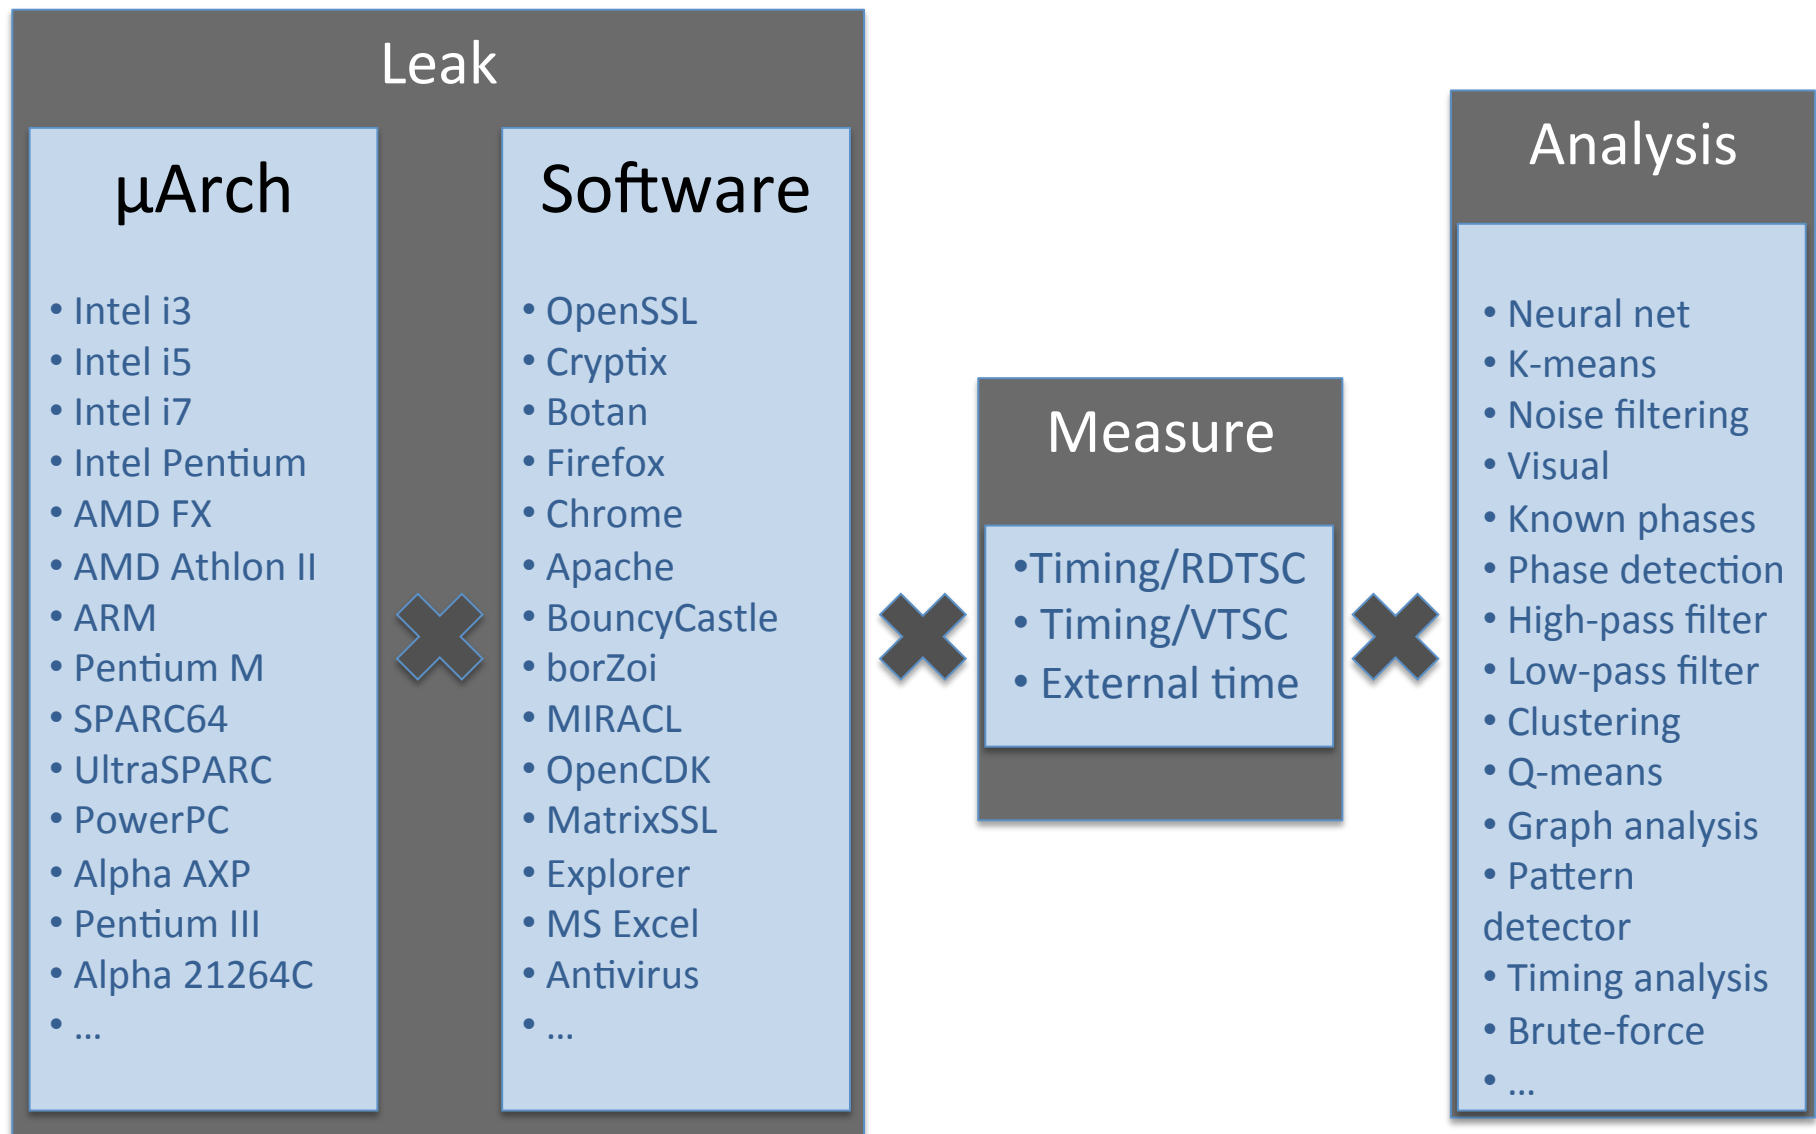 Leak
µArch
• Intel i3
• Intel i5
• Intel i7
• Intel Pentium
• AMD FX
• AMD Athlon II
• ARM
• Pentium M
• SPARC64
• UltraSPARC
• PowerPC
• Alpha AXP
• Pentium III
• Alpha 21264C
• ...
Software
• OpenSSL
• Cryptix
• Botan
• Firefox
• Chrome
• Apache
• BouncyCastle
• borZoi
• MIRACL
• OpenCDK
• MatrixSSL
• Explorer
• MS Excel
• Antivirus
• ...
Measure
•Timing/RDTSC
• Timing/VTSC
• External time
Analysis
• Neural net
• K-means
• Noise filtering
• Visual
• Known phases
• Phase detection
• High-pass filter
• Low-pass filter
• Clustering
• Q-means
• Graph analysis
• Pattern
detector
• Timing analysis
• Brute-force
• ...